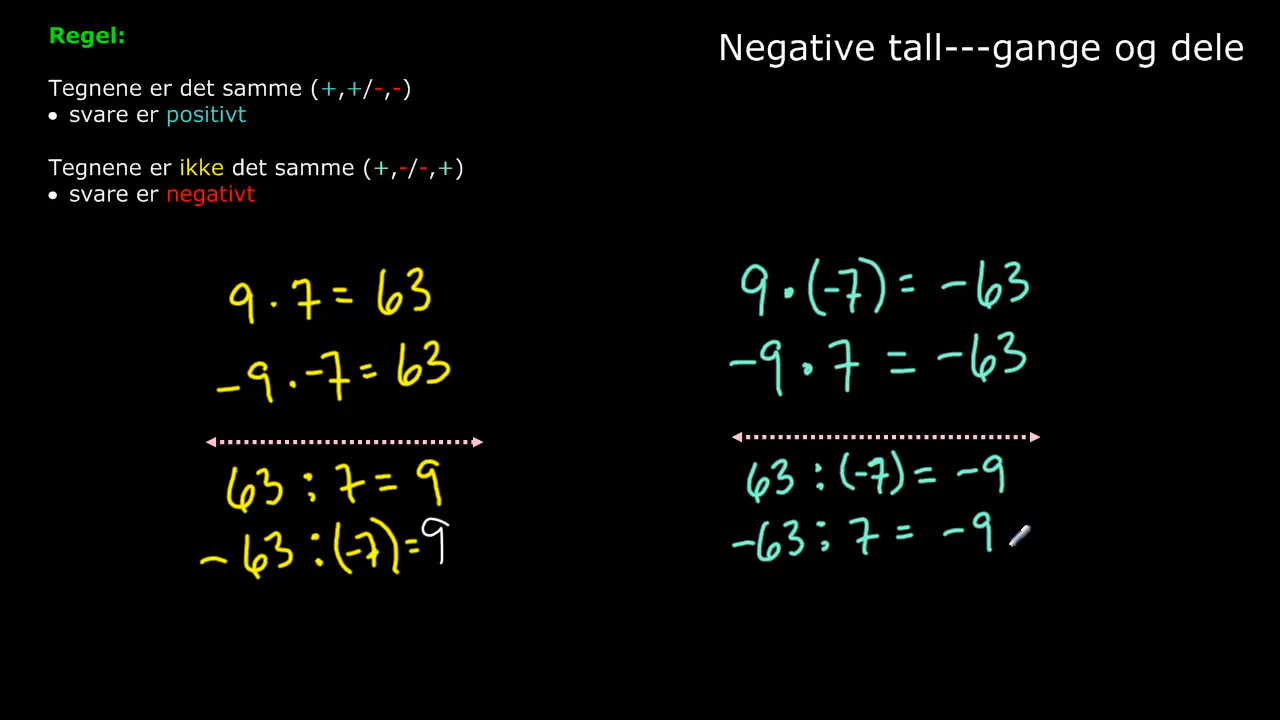 Regel:
Negative tall---gange og dele
Tegnene er det samme (+,+/-,-)
• svare er positivt
Tegnene er ikke det samme (+,-/-,+)
• svare er negativt
9 · 7 = 63
-9 · -7 = 63
63 : 7 = 9
-63 : (-7) = 9
9 · (-7) = -63
-9 · 7 = -63
63 : (-7) = -9
-63 : 7 = -9